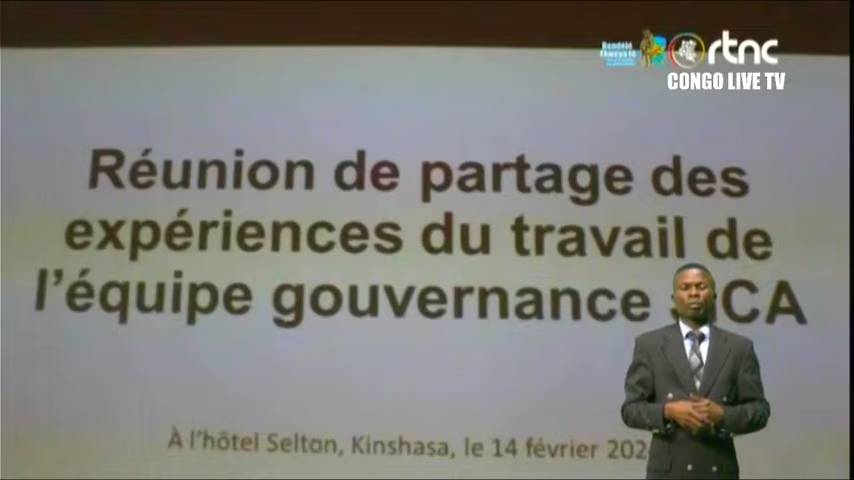 rtnc
CONGO LIVE TV
Réunion de partage des
expériences du travail de
l'équipe gouvernance
À l'hôtel Selton, Kinshasa, le 14 février